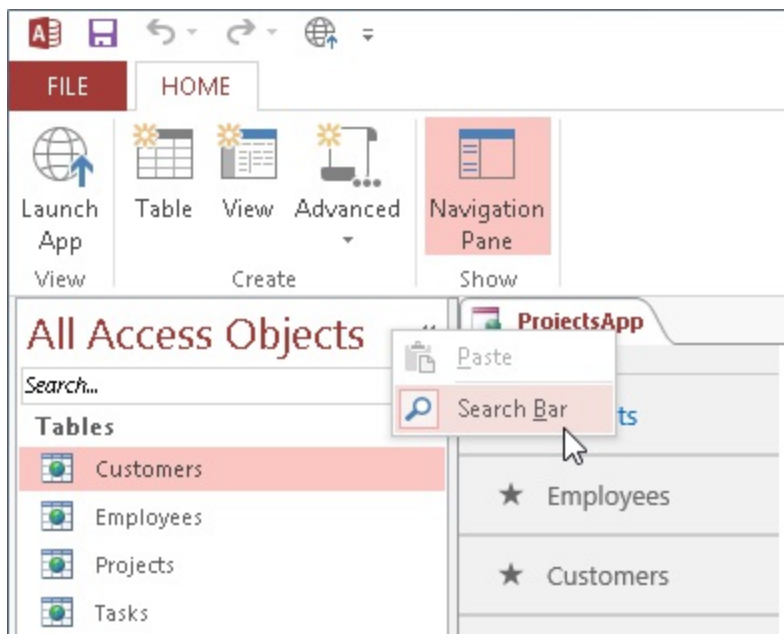 FILE
HOME
Launch App
Table
View
Advanced
Navigation Pane
View
Create
Show
All Access Objects
Search...
Tables
Customers
Employees
Projects
Tasks
ProjectsApp
Paste
Search Bar
ts
Employees
Customers